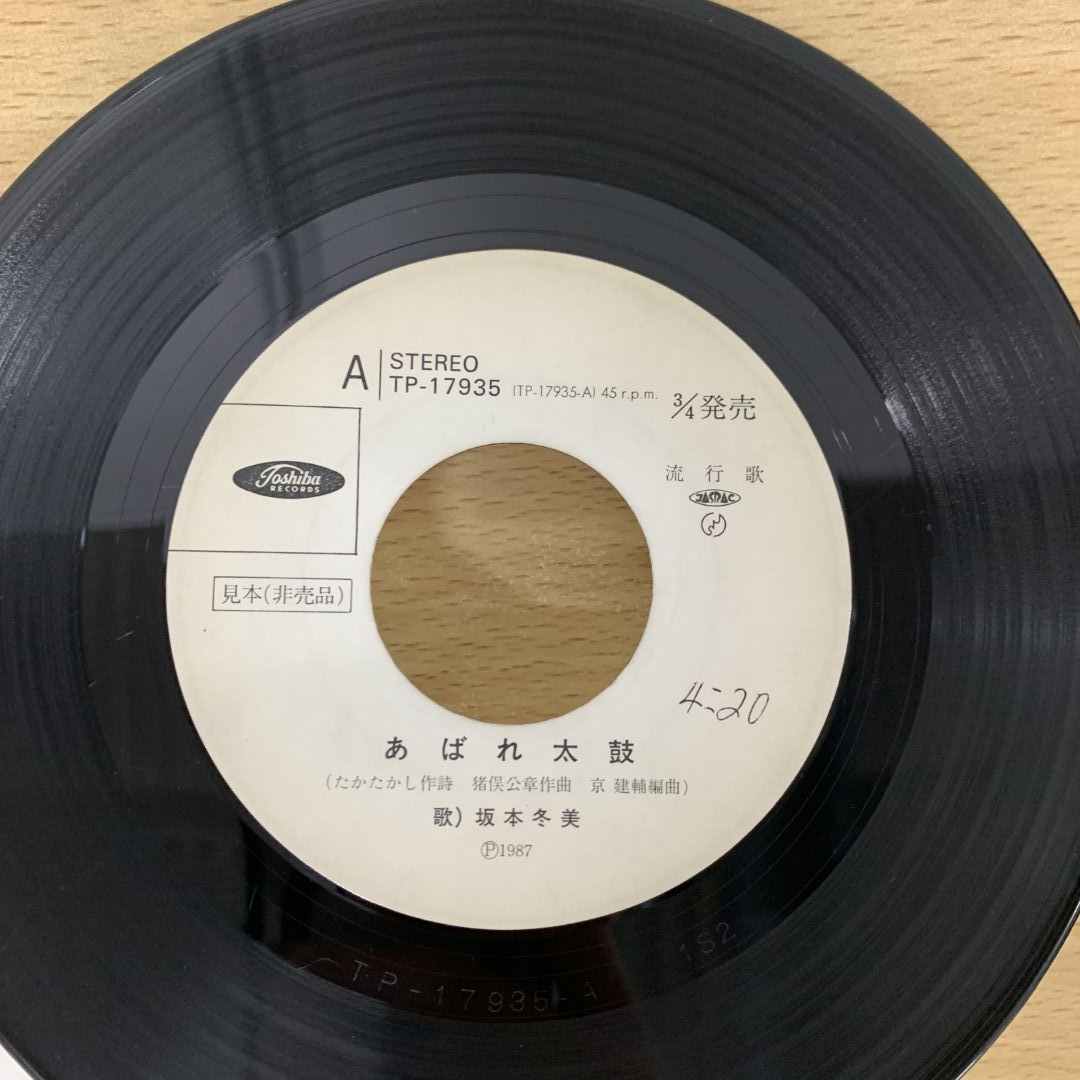 A STEREO
TP-17935 (TP-17935-A) 45 r.p.m. 3/4発売
Toshiba
RECORDS
流行歌
JASRAC
見本(非売品)
4:20
あばれ太鼓
(たかたかし作詩 猪俣公章作曲 京建輔編曲)
歌) 坂本冬美
Ⓟ1987
TP-17935-A 1S2